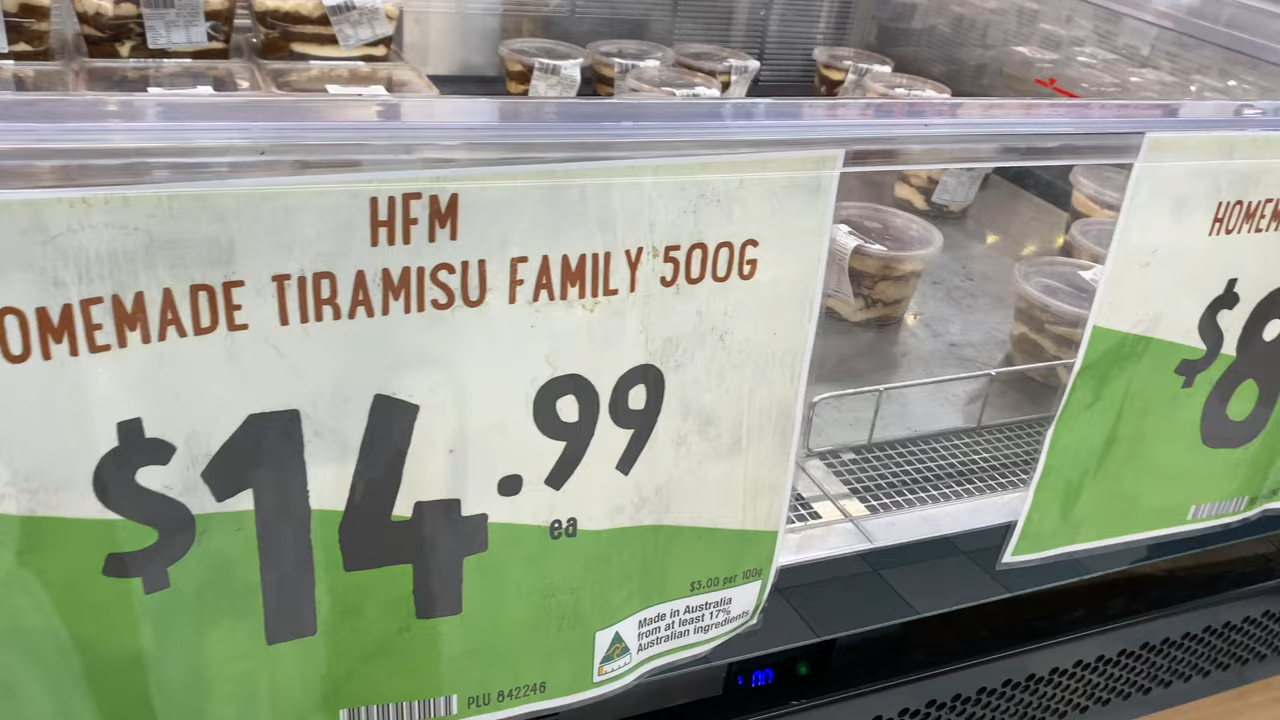 HFM
OMEMADE TIRAMISU FAMILY 500G
$14.99
ea
$3.00 per 100g
Made in Australia
from at least 17%
Australian ingredients
PLU 842246
HOMEM
$8